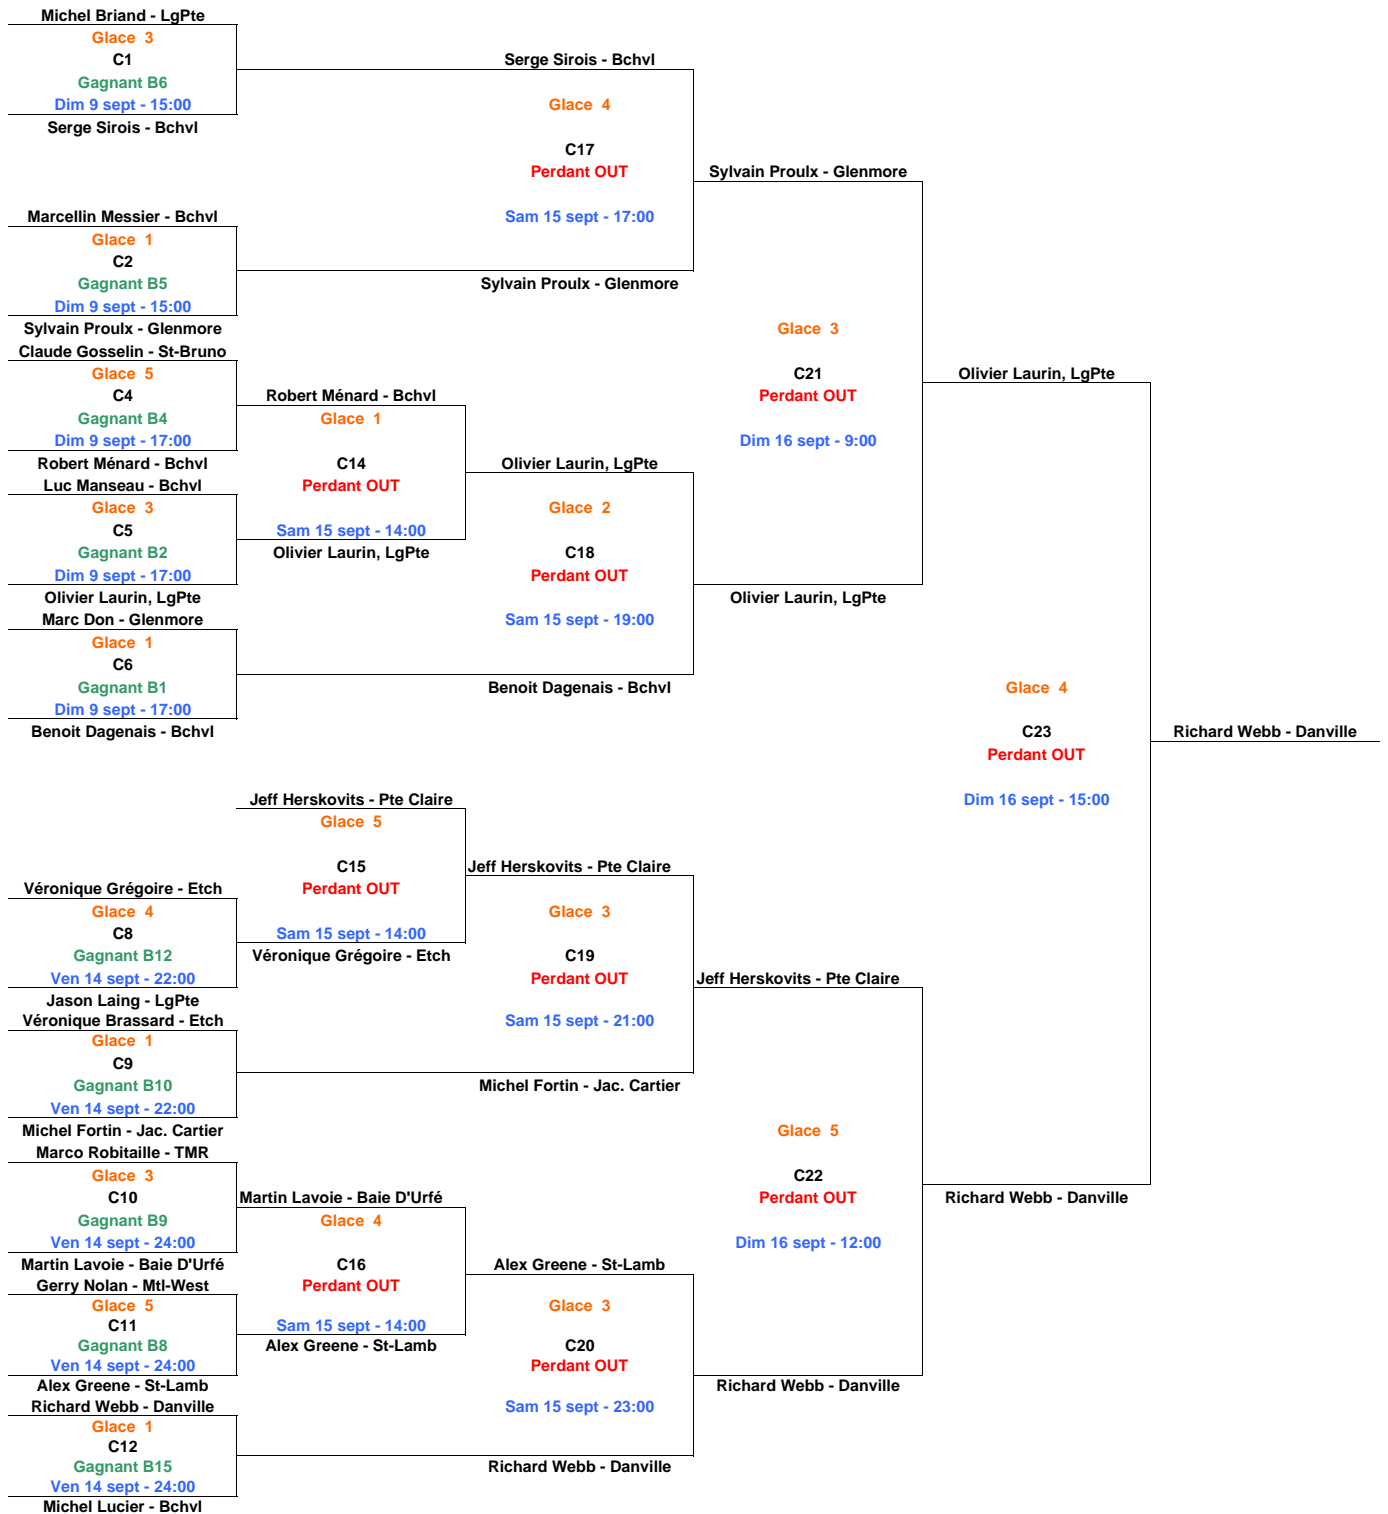 Michel Briand - LgPte
Glace 3
C1
Gagnant B6
Dim 9 sept - 15:00
Serge Sirois - Bchvl
Serge Sirois - Bchvl
Glace 4
C17
Perdant OUT
Sam 15 sept - 17:00
Sylvain Proulx - Glenmore
Marcellin Messier - Bchvl
Glace 1
C2
Gagnant B5
Dim 9 sept - 15:00
Sylvain Proulx - Glenmore
Sylvain Proulx - Glenmore
Glace 3
C21
Perdant OUT
Dim 16 sept - 9:00
Olivier Laurin, LgPte
Claude Gosselin - St-Bruno
Glace 5
C4
Gagnant B4
Dim 9 sept - 17:00
Robert Ménard - Bchvl
Robert Ménard - Bchvl
Glace 1
C14
Perdant OUT
Sam 15 sept - 14:00
Olivier Laurin, LgPte
Luc Manseau - Bchvl
Glace 3
C5
Gagnant B2
Dim 9 sept - 17:00
Olivier Laurin, LgPte
Olivier Laurin, LgPte
Glace 2
C18
Perdant OUT
Sam 15 sept - 19:00
Benoit Dagenais - Bchvl
Marc Don - Glenmore
Glace 1
C6
Gagnant B1
Dim 9 sept - 17:00
Benoit Dagenais - Bchvl
Olivier Laurin, LgPte
Glace 4
C23
Perdant OUT
Dim 16 sept - 15:00
Richard Webb - Danville
Richard Webb - Danville
Jeff Herskovits - Pte Claire
Glace 5
C15
Perdant OUT
Sam 15 sept - 14:00
Véronique Grégoire - Etch
Véronique Grégoire - Etch
Glace 4
C8
Gagnant B12
Ven 14 sept - 22:00
Jason Laing - LgPte
Jeff Herskovits - Pte Claire
Glace 3
C19
Perdant OUT
Sam 15 sept - 21:00
Michel Fortin - Jac. Cartier
Véronique Brassard - Etch
Glace 1
C9
Gagnant B10
Ven 14 sept - 22:00
Michel Fortin - Jac. Cartier
Jeff Herskovits - Pte Claire
Glace 5
C22
Perdant OUT
Dim 16 sept - 12:00
Richard Webb - Danville
Marco Robitaille - TMR
Glace 3
C10
Gagnant B9
Ven 14 sept - 24:00
Martin Lavoie - Baie D'Urfé
Martin Lavoie - Baie D'Urfé
Glace 4
C16
Perdant OUT
Sam 15 sept - 14:00
Alex Greene - St-Lamb
Gerry Nolan - Mtl-West
Glace 5
C11
Gagnant B8
Ven 14 sept - 24:00
Alex Greene - St-Lamb
Alex Greene - St-Lamb
Glace 3
C20
Perdant OUT
Sam 15 sept - 23:00
Richard Webb - Danville
Richard Webb - Danville
Glace 1
C12
Gagnant B15
Ven 14 sept - 24:00
Michel Lucier - Bchvl